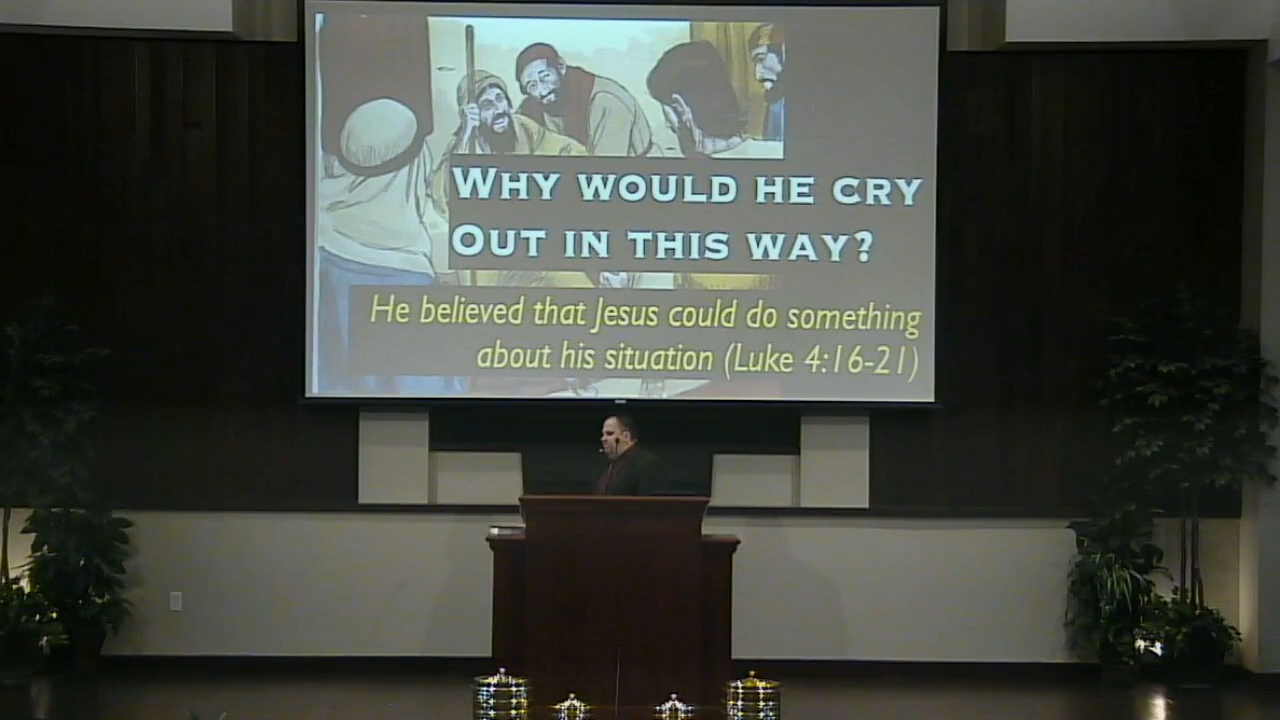 WHY WOULD HE CRY
OUT IN THIS WAY?
He believed that Jesus could do something
about his situation (Luke 4:16-21)